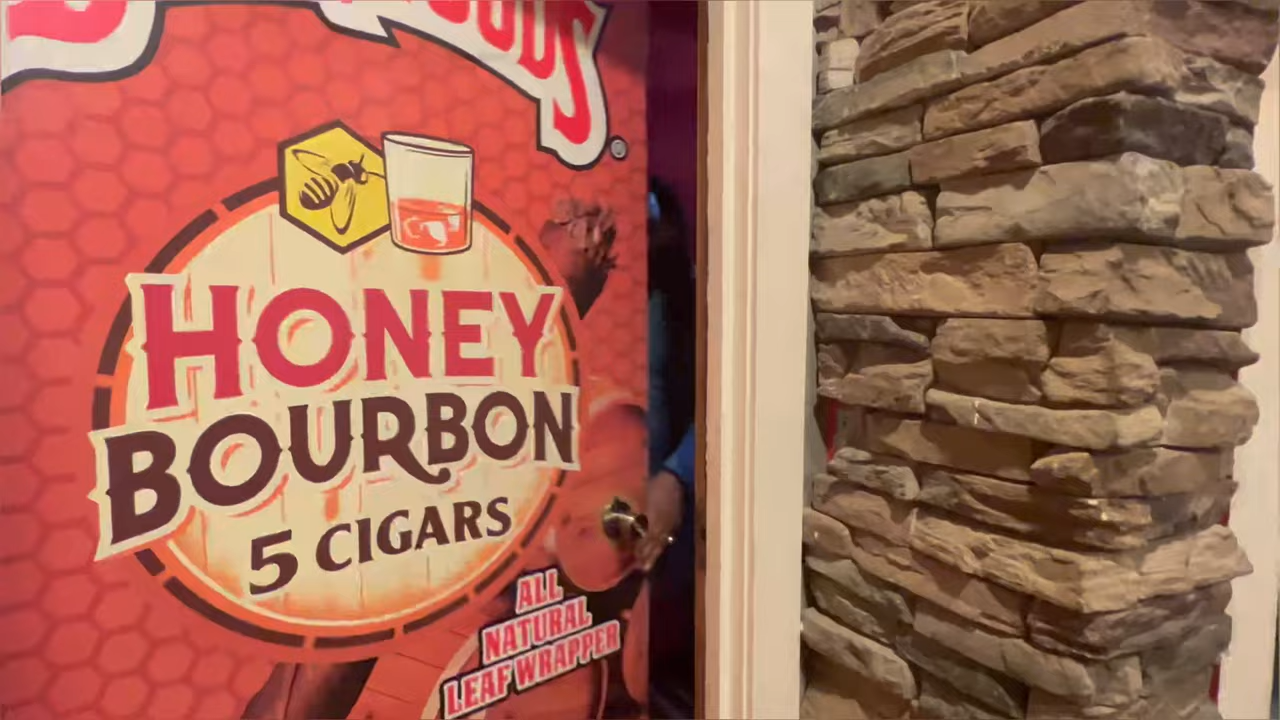 HONEY
BOURBON
5 CIGARS
ALL
NATURAL
LEAF WRAPPER